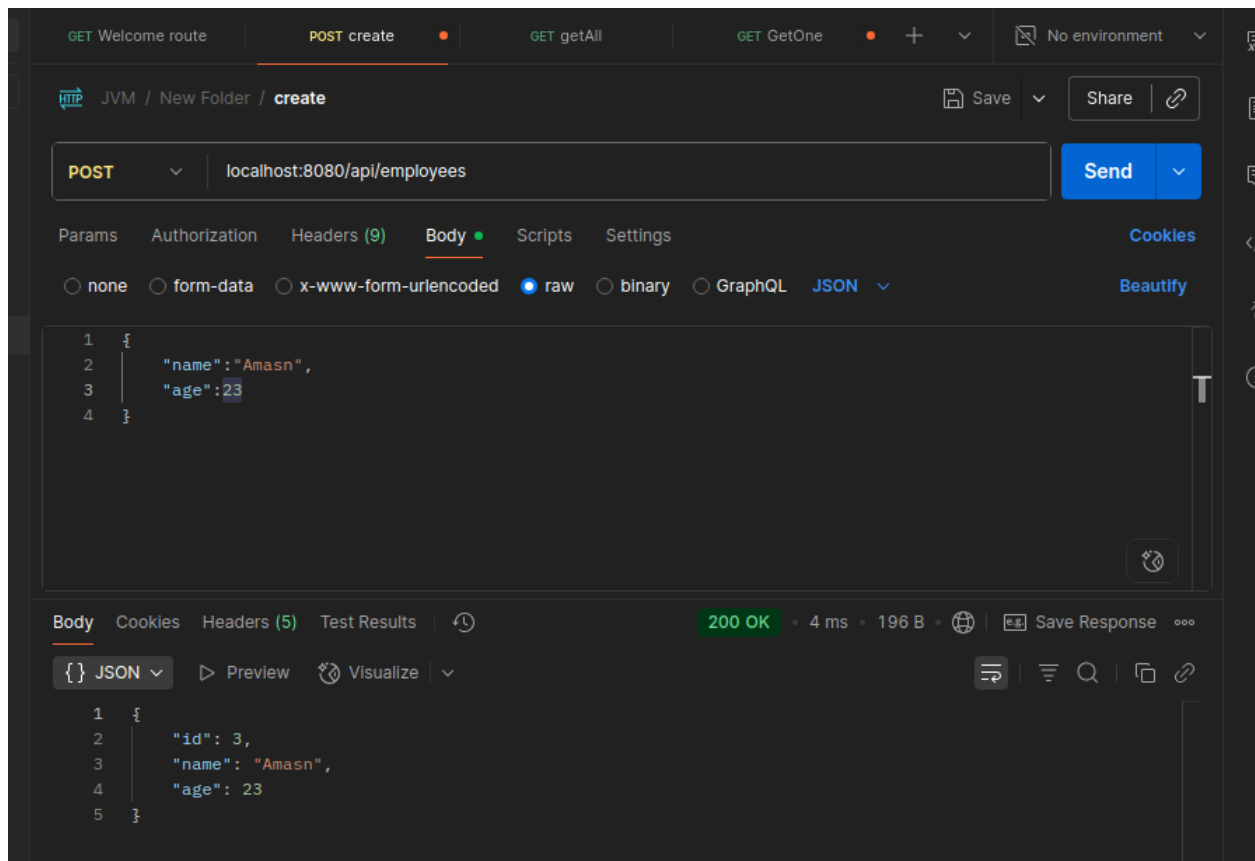 GET Welcome route POST create GET getAll GET GetOne No environment
HTTP JVM / New Folder / create Save Share
POST localhost:8080/api/employees Send
Params Authorization Headers (9) Body Scripts Settings Cookies
none form-data x-www-form-urlencoded raw binary GraphQL JSON Beautify
1 {
2 "name":"Amasn",
3 "age":23
4 }
Body Cookies Headers (5) Test Results 200 OK • 4 ms • 196 B • e.g. Save Response
{} JSON Preview Visualize
1 {
2 "id": 3,
3 "name": "Amasn",
4 "age": 23
5 }